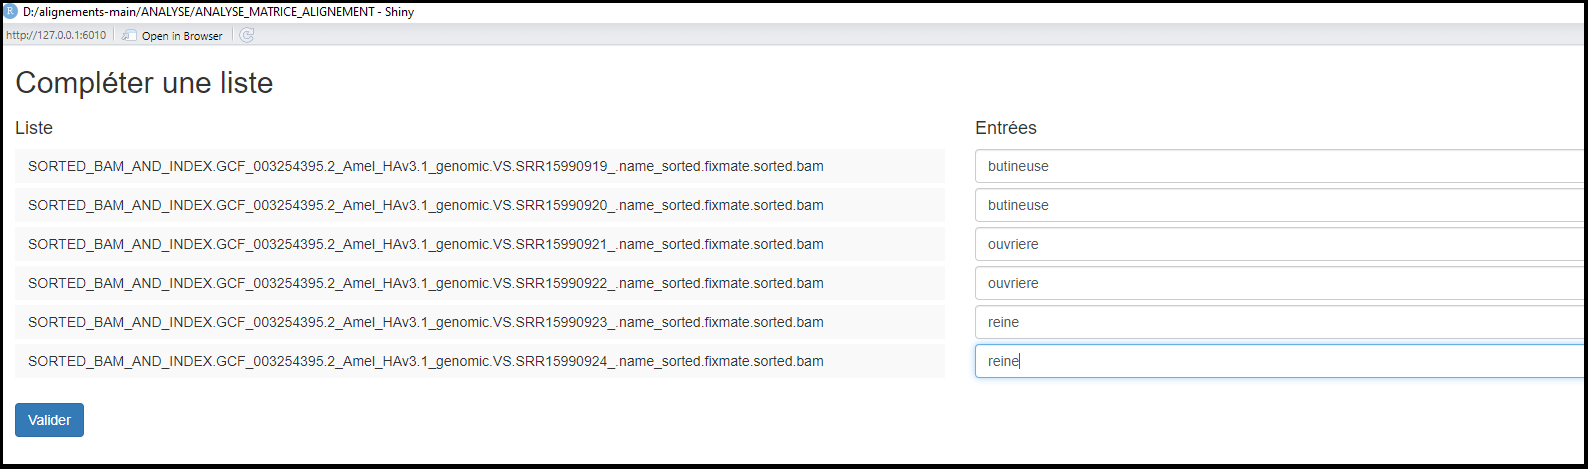 R D:/alignements-main/ANALYSE/ANALYSE_MATRICE_ALIGNEMENT - Shiny
http://127.0.0.1:6010 Open in Browser
Compléter une liste
Liste Entrées
SORTED_BAM_AND_INDEX.GCF_003254395.2_Amel_HAv3.1_genomic.VS.SRR15990919_.name_sorted.fixmate.sorted.bam butineuse
SORTED_BAM_AND_INDEX.GCF_003254395.2_Amel_HAv3.1_genomic.VS.SRR15990920_.name_sorted.fixmate.sorted.bam butineuse
SORTED_BAM_AND_INDEX.GCF_003254395.2_Amel_HAv3.1_genomic.VS.SRR15990921_.name_sorted.fixmate.sorted.bam ouvriere
SORTED_BAM_AND_INDEX.GCF_003254395.2_Amel_HAv3.1_genomic.VS.SRR15990922_.name_sorted.fixmate.sorted.bam ouvriere
SORTED_BAM_AND_INDEX.GCF_003254395.2_Amel_HAv3.1_genomic.VS.SRR15990923_.name_sorted.fixmate.sorted.bam reine
SORTED_BAM_AND_INDEX.GCF_003254395.2_Amel_HAv3.1_genomic.VS.SRR15990924_.name_sorted.fixmate.sorted.bam reine
Valider